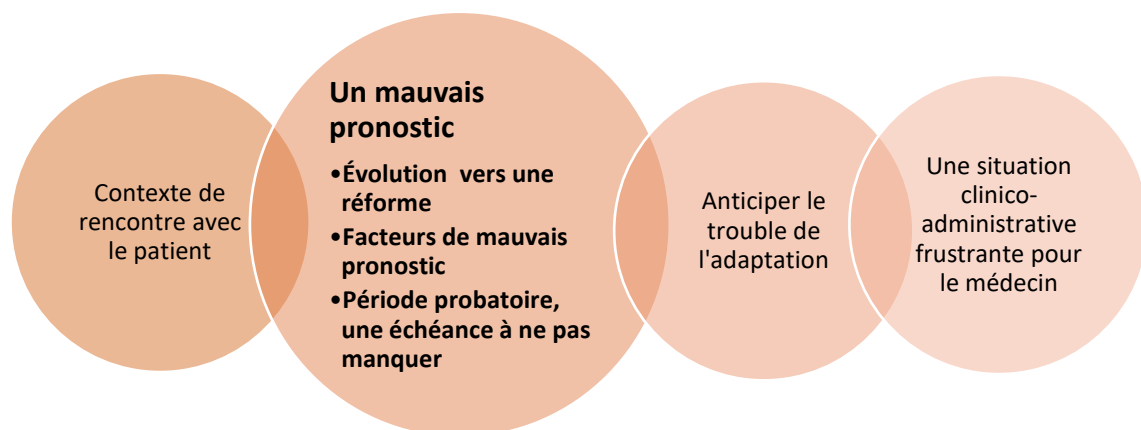 Contexte de
rencontre avec
le patient
Un mauvais
pronostic
•Évolution vers une
réforme
•Facteurs de mauvais
pronostic
•Période probatoire,
une échéance à ne pas
manquer
Anticiper le
trouble de
l'adaptation
Une situation
clinico-
administrative
frustrante pour
le médecin